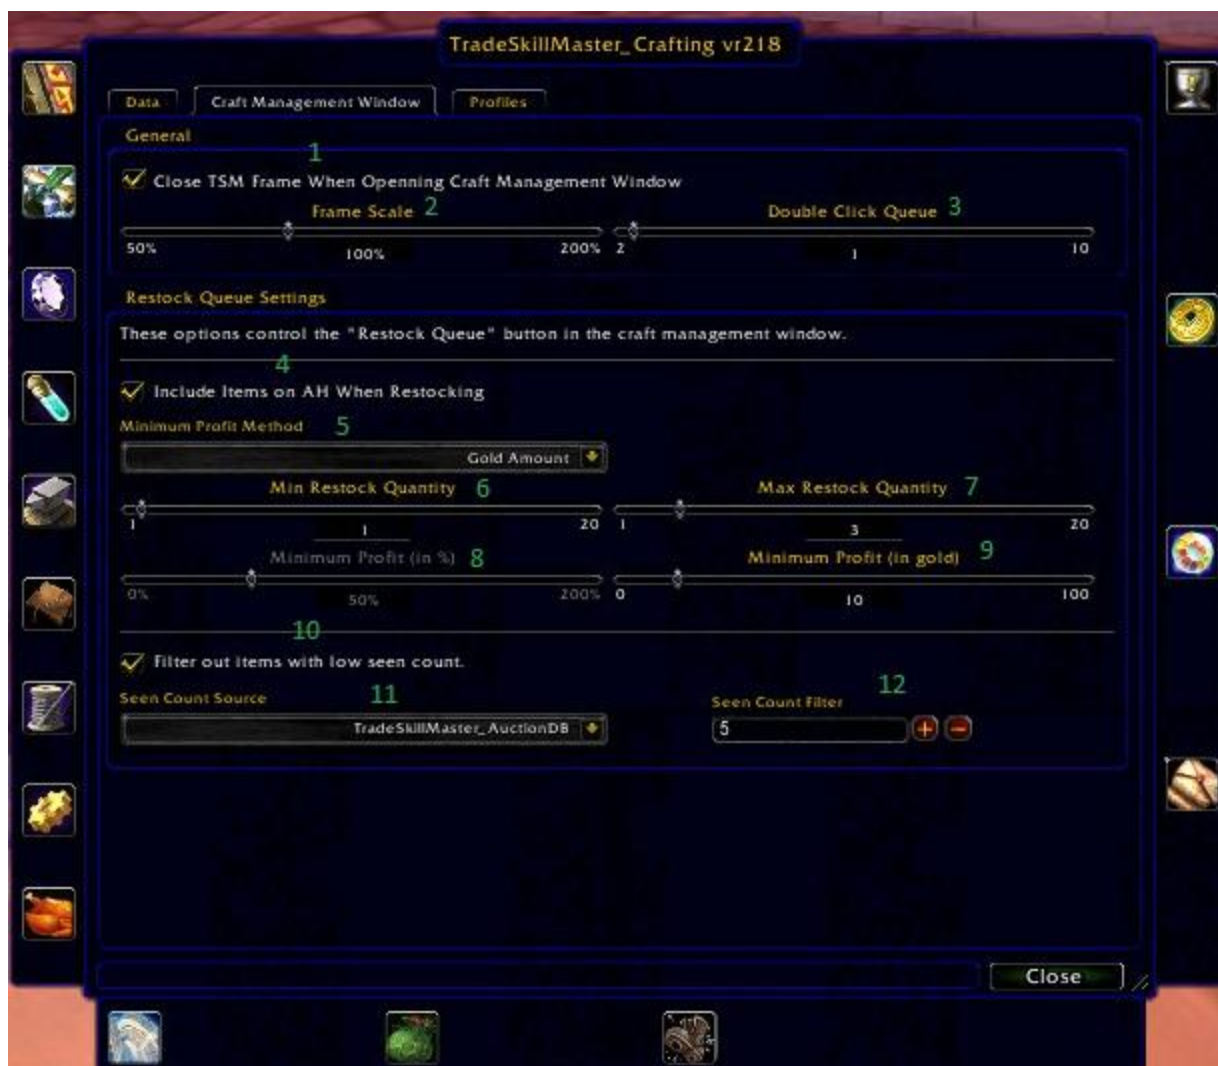 TradeSkillMaster_Crafting vr218
Data Craft Management Window Profiles
General
1
Close TSM Frame When Openning Craft Management Window
Frame Scale 2 Double Click Queue 3
50% 100% 200% 2 1 10
Restock Queue Settings
These options control the "Restock Queue" button in the craft management window.
4
Include Items on AH When Restocking
Minimum Profit Method 5
Gold Amount
Min Restock Quantity 6 Max Restock Quantity 7
1 1 20 1 3 20
Minimum Profit (in %) 8 Minimum Profit (in gold) 9
0% 50% 200% 0 10 100
10
Filter out items with low seen count.
Seen Count Source 11 Seen Count Filter 12
TradeSkillMaster_AuctionDB 5
Close